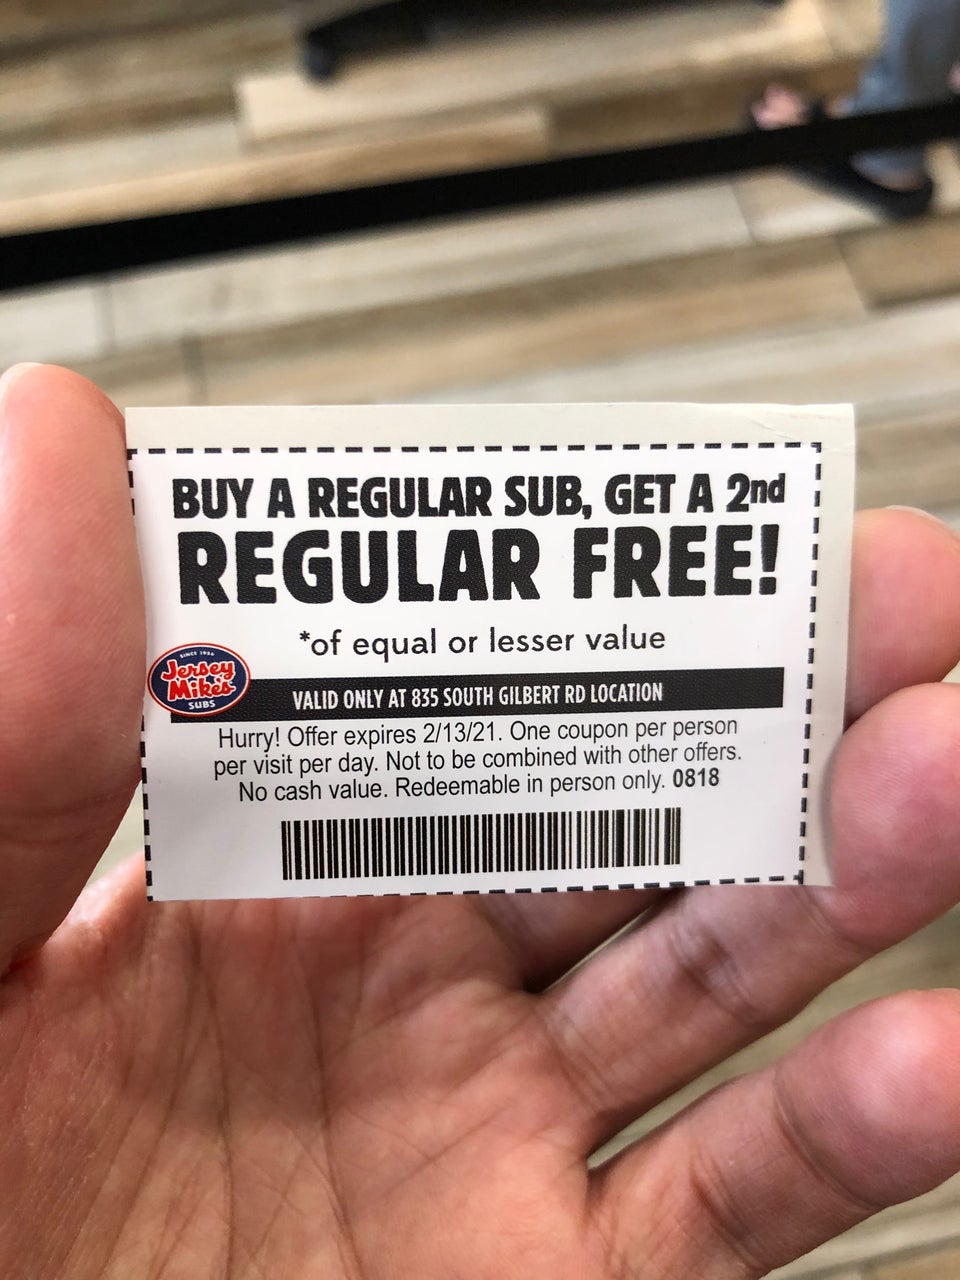 BUY A REGULAR SUB, GET A 2nd
REGULAR FREE!
*of equal or lesser value
SINCE 1956
Jersey
Mike's
SUBS
VALID ONLY AT 835 SOUTH GILBERT RD LOCATION
Hurry! Offer expires 2/13/21. One coupon per person
per visit per day. Not to be combined with other offers.
No cash value. Redeemable in person only. 0818